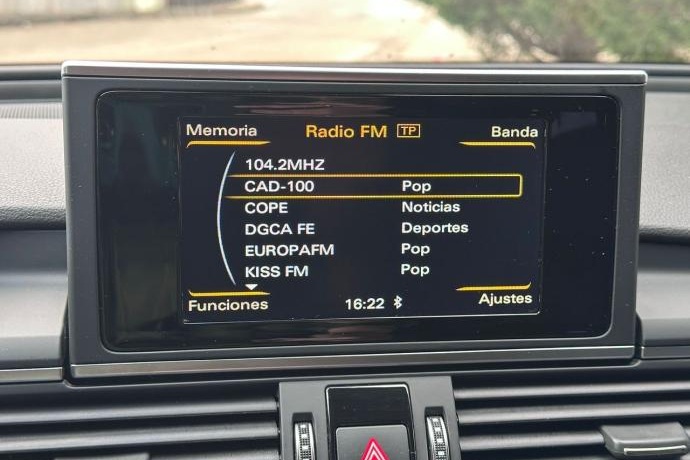 Memoria Radio FM TP Banda
104.2MHZ
CAD-100 Pop
COPE Noticias
DGCA FE Deportes
EUROPAFM Pop
KISS FM Pop
Funciones 16:22 Ajustes